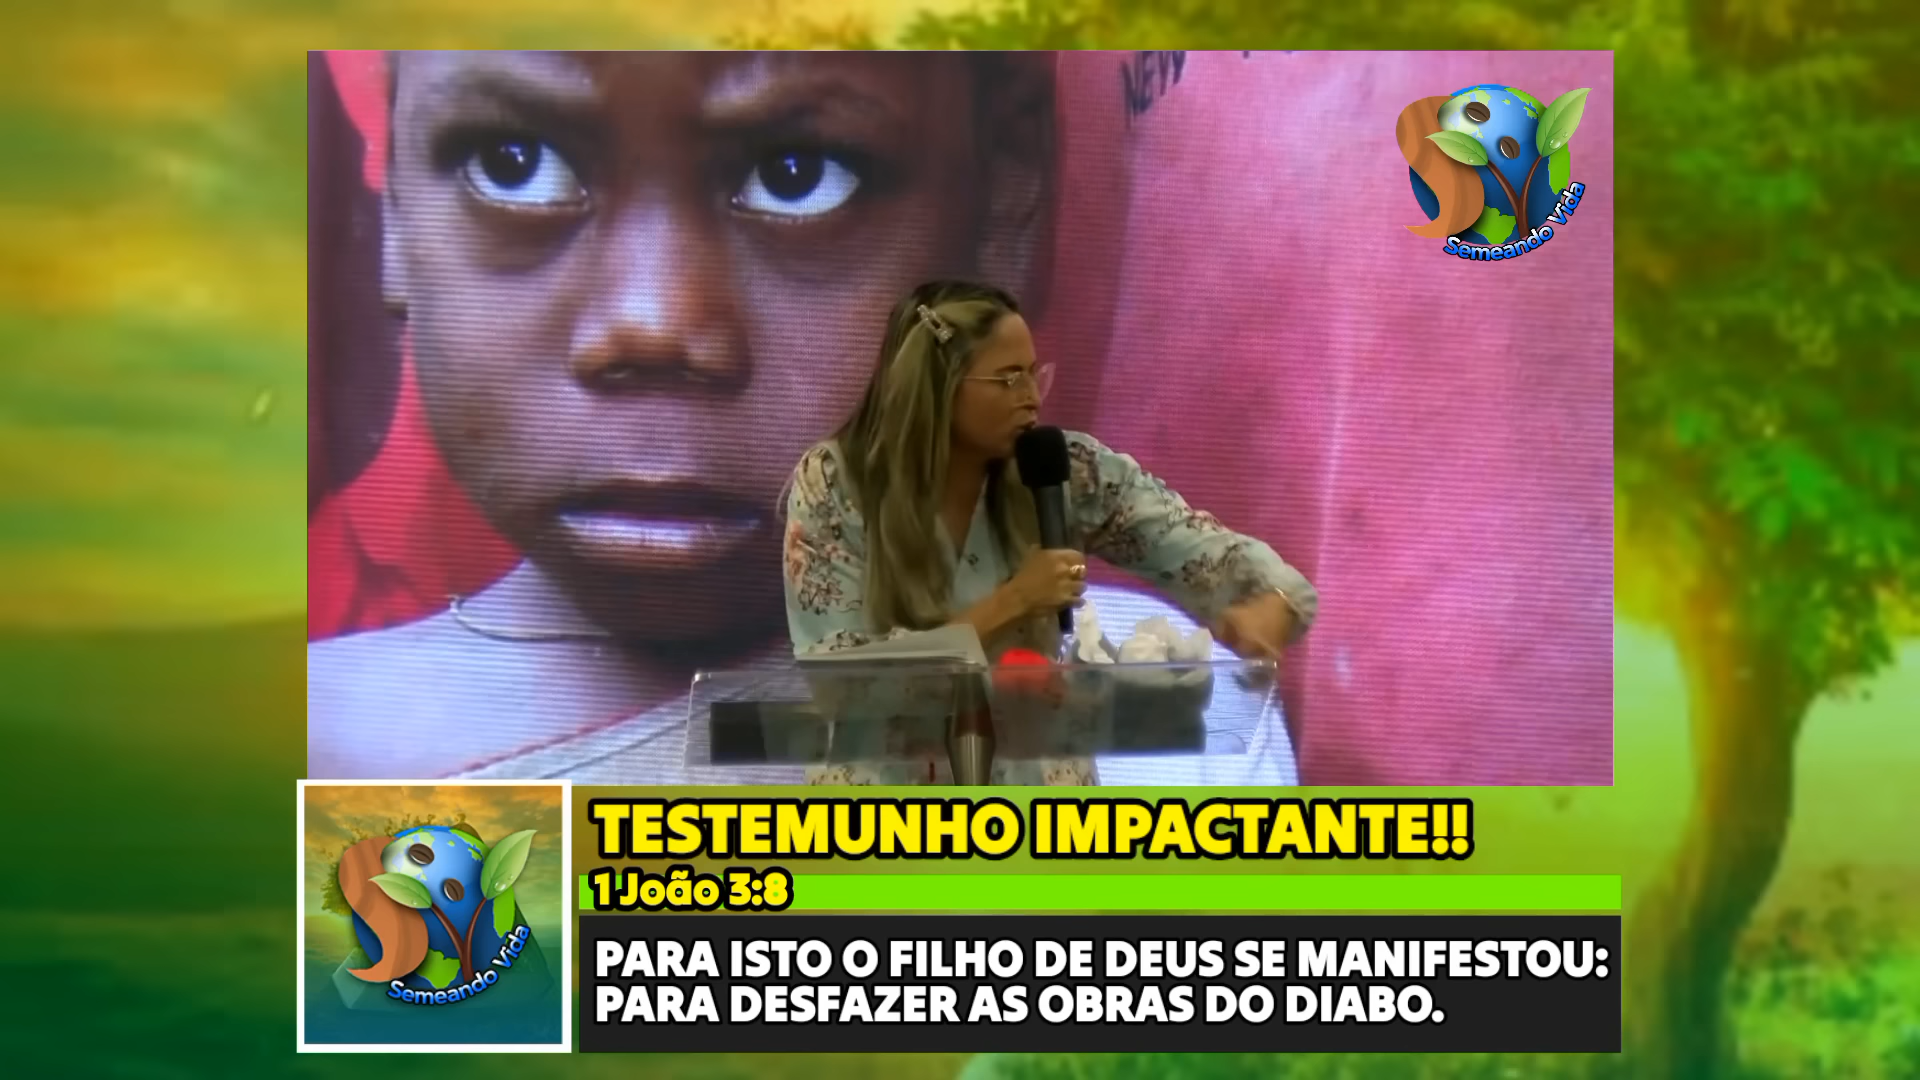 NEW
Semeando Vida
TESTEMUNHO IMPACTANTE!!
1 João 3:8
PARA ISTO O FILHO DE DEUS SE MANIFESTOU:
PARA DESFAZER AS OBRAS DO DIABO.
Semeando Vida